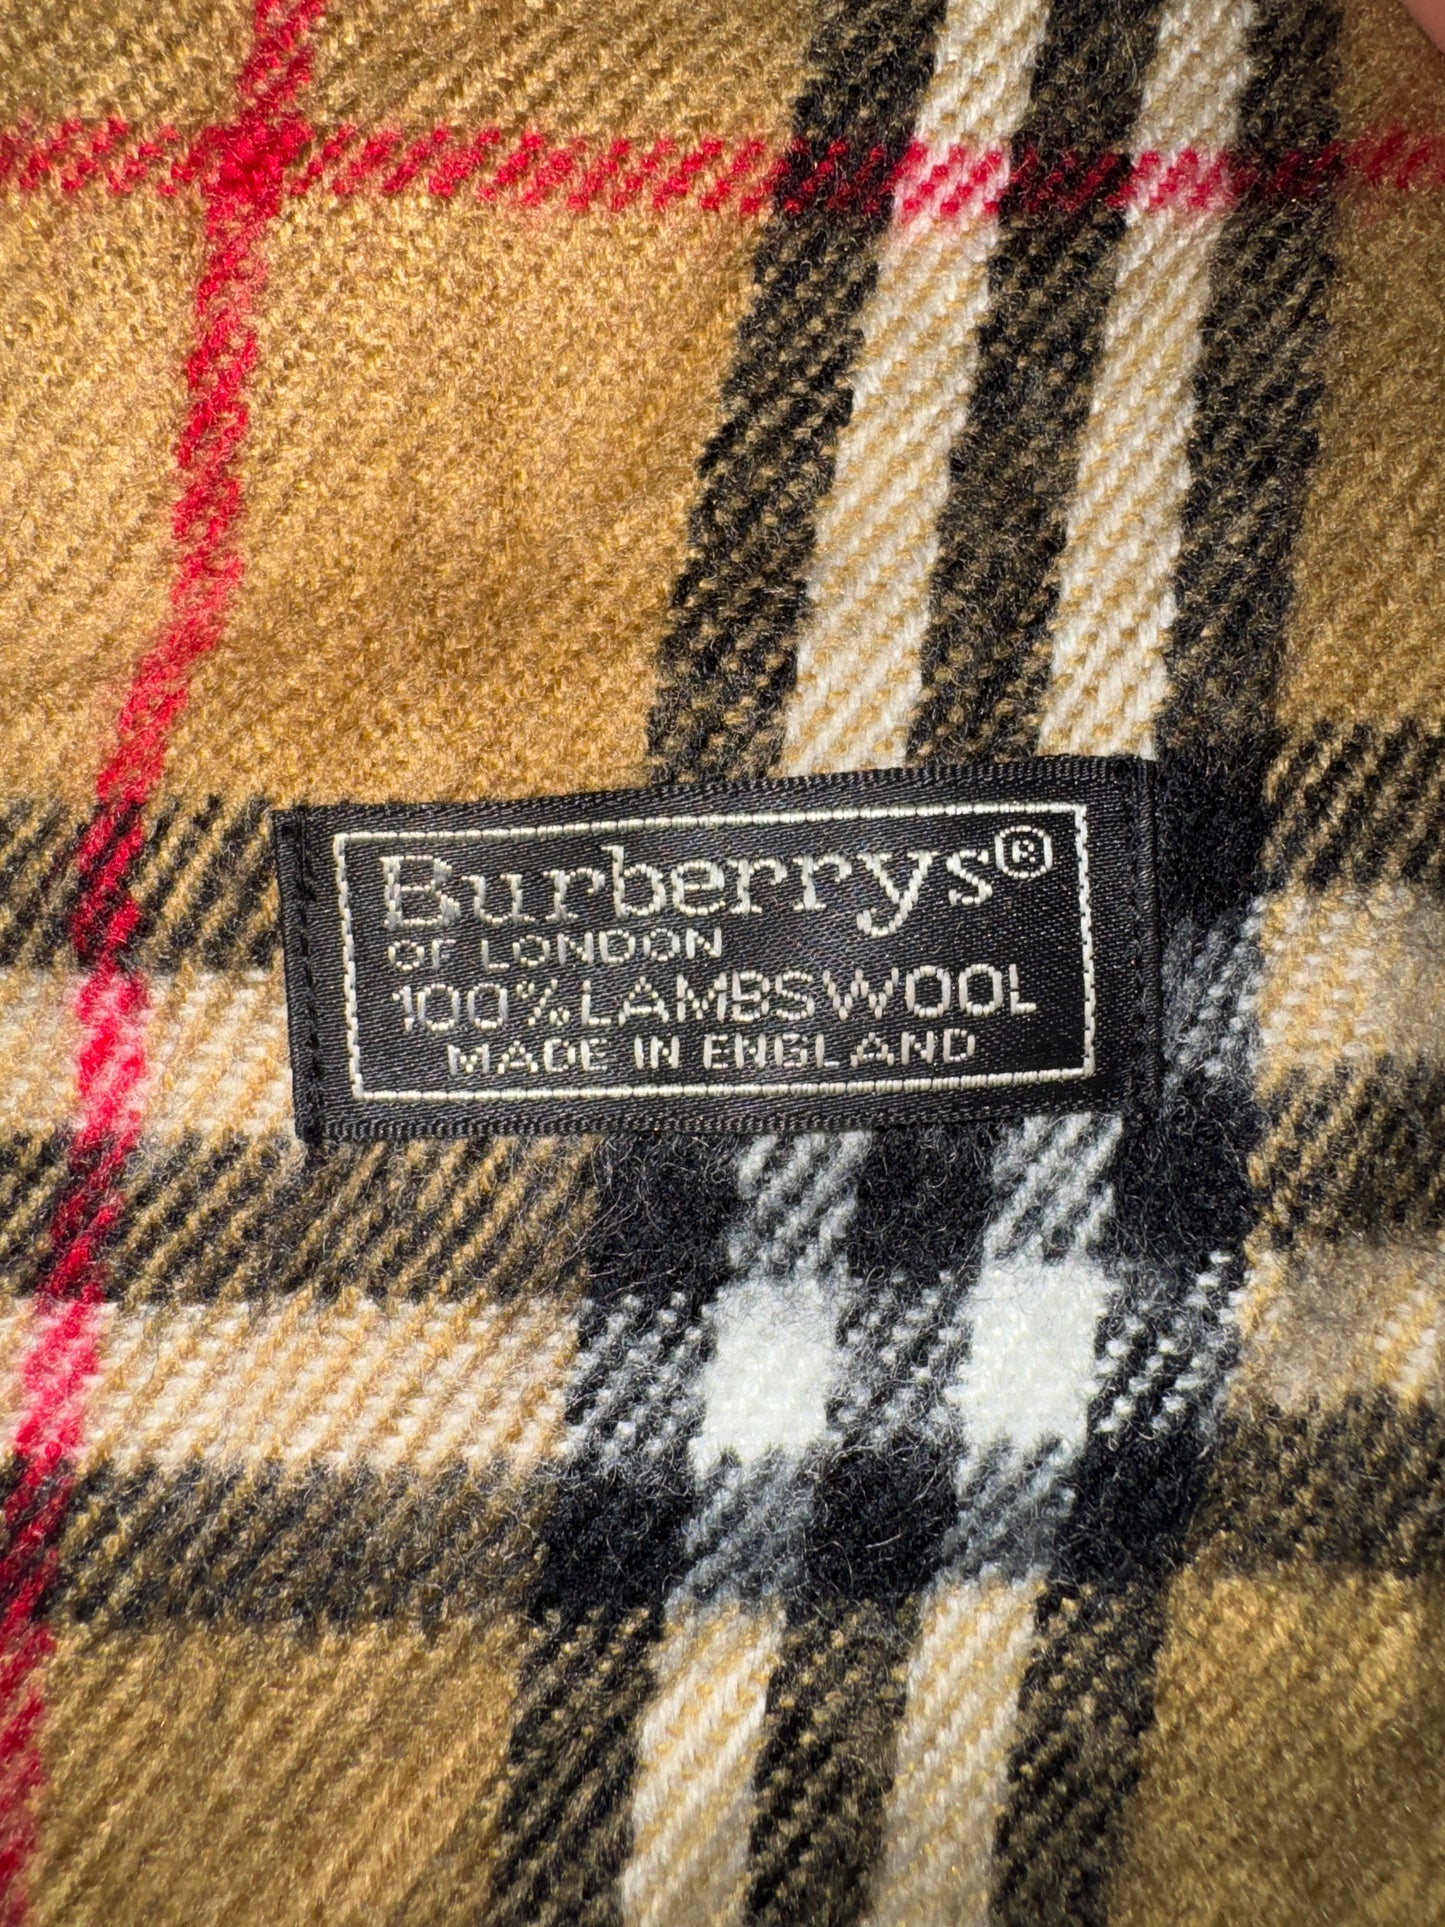 Burberrys®
OF LONDON
100% LAMBSWOOL
MADE IN ENGLAND